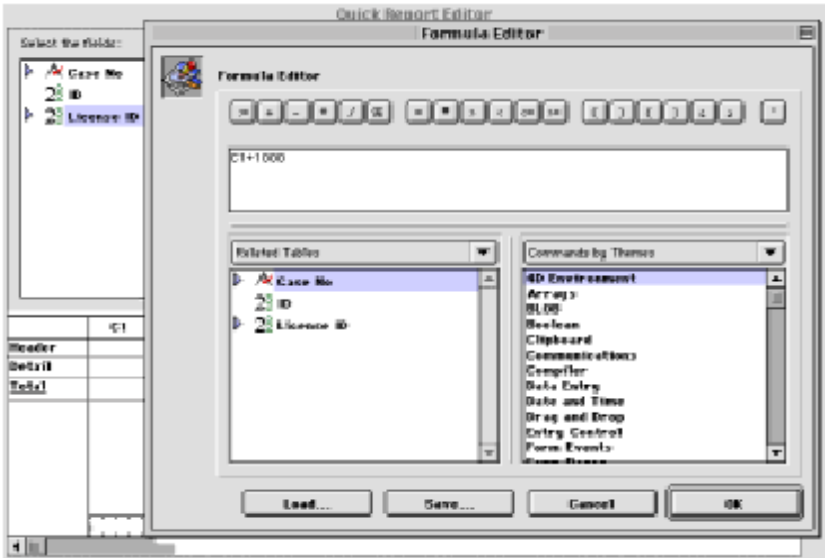 Quick Report Editor
Formula Editor
Select the fields:
Case No
ID
License ID
Formula Editor
C1+1000
Related Tables
Case No
ID
License ID
Commands by Themes
4D Environment
Arrays
BLOB
Boolean
Clipboard
Communications
Compiler
Data Entry
Date and Time
Drag and Drop
Entry Control
Form Events
C1
Header
Detail
Total
Load...
Save...
Cancel
OK